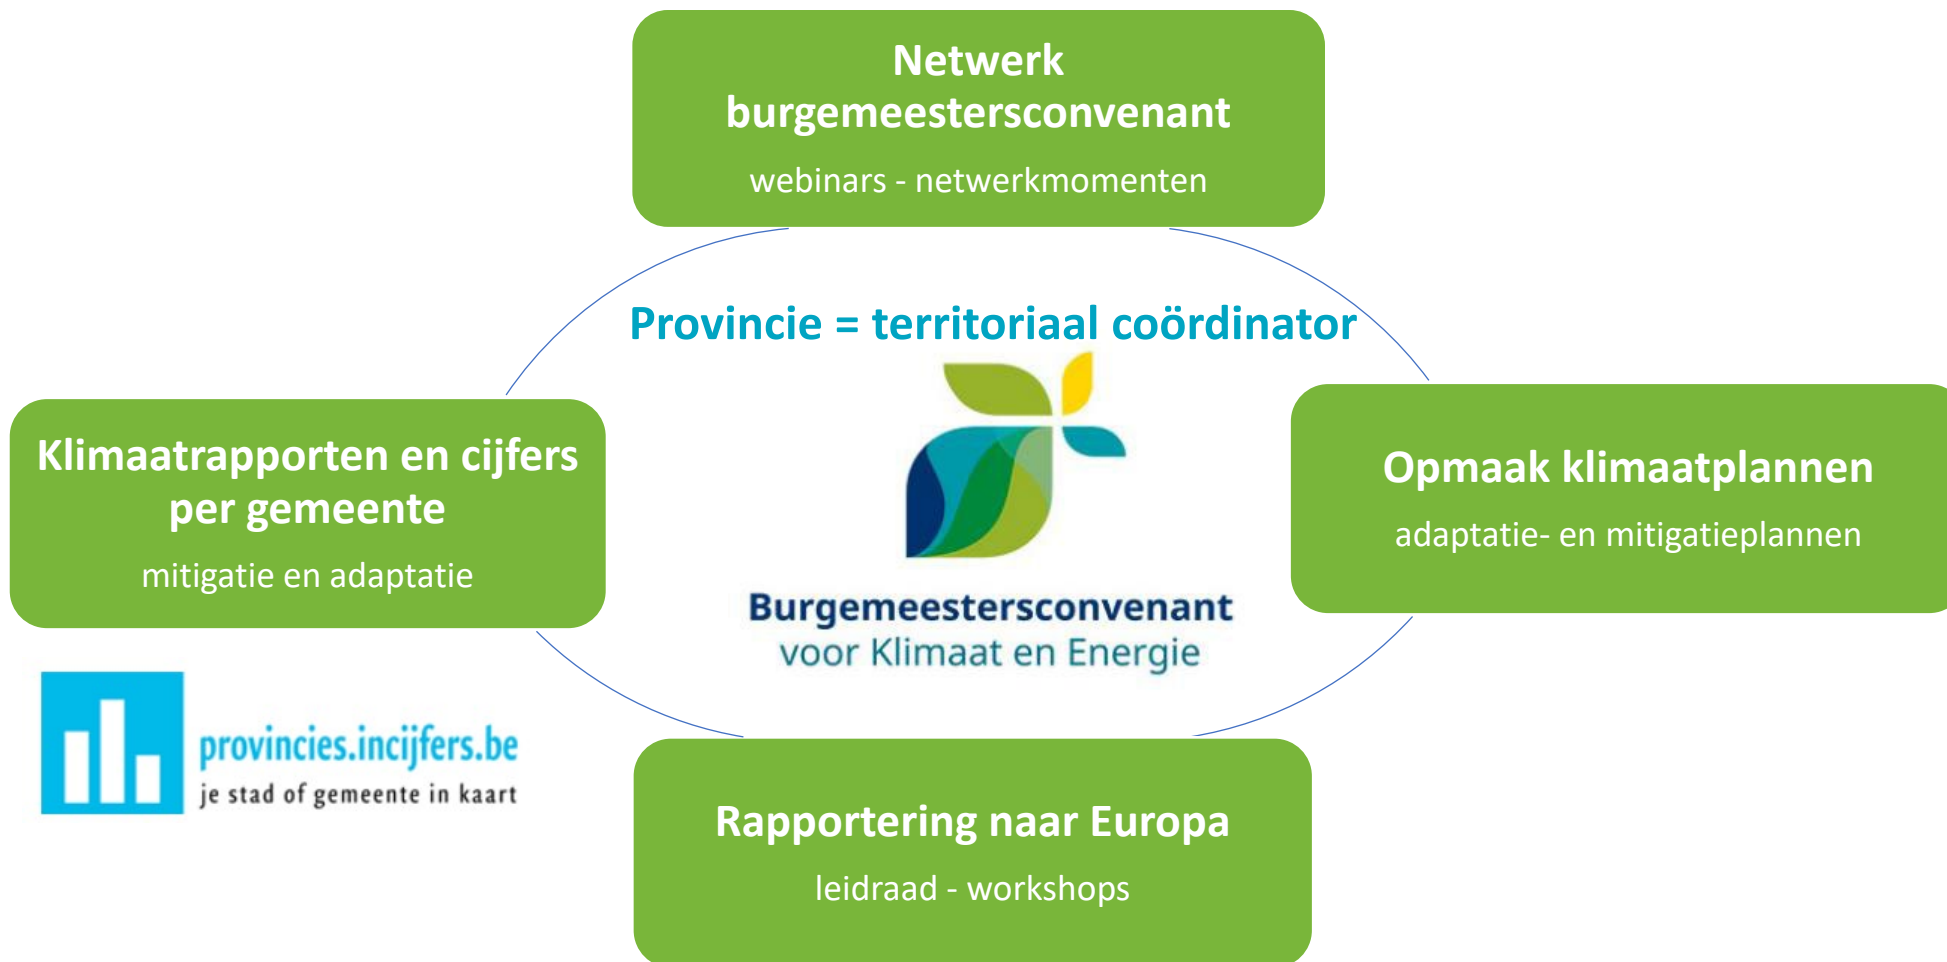 Netwerk
burgemeestersconvenant
webinars - netwerkmomenten
Provincie = territoriaal coördinator
Klimaatrapporten en cijfers
per gemeente
mitigatie en adaptatie
Opmaak klimaatplannen
adaptatie- en mitigatieplannen
Burgemeestersconvenant
voor Klimaat en Energie
provincies.incijfers.be
je stad of gemeente in kaart
Rapportering naar Europa
leidraad - workshops